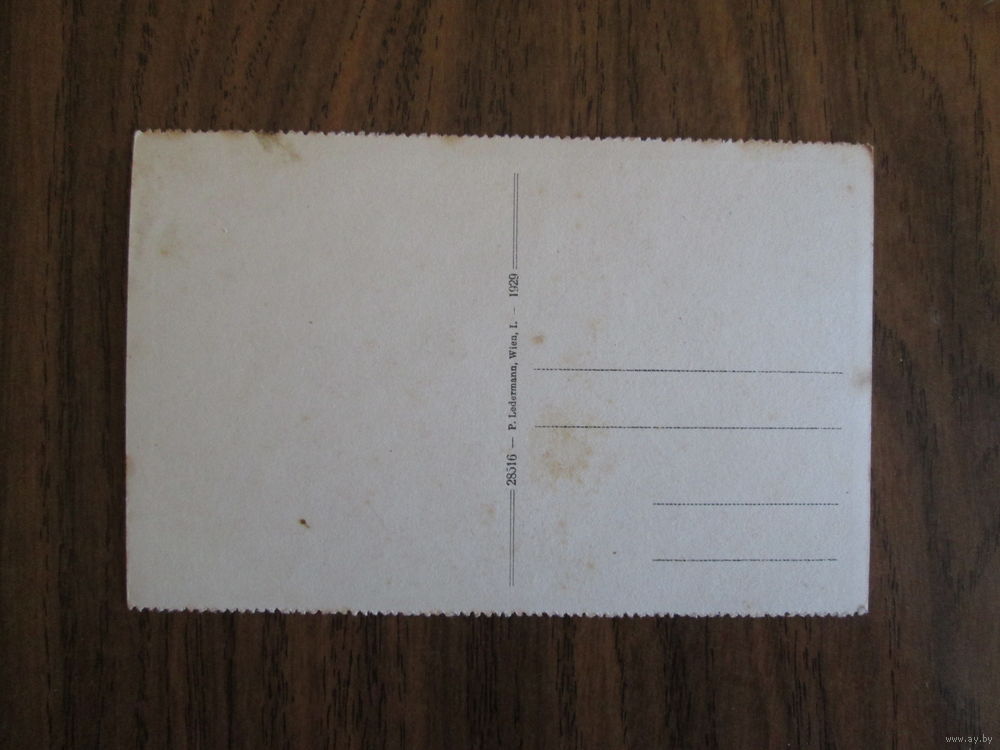 28516 — P. Ledermann, Wien, I. — 1929
www.ay.by